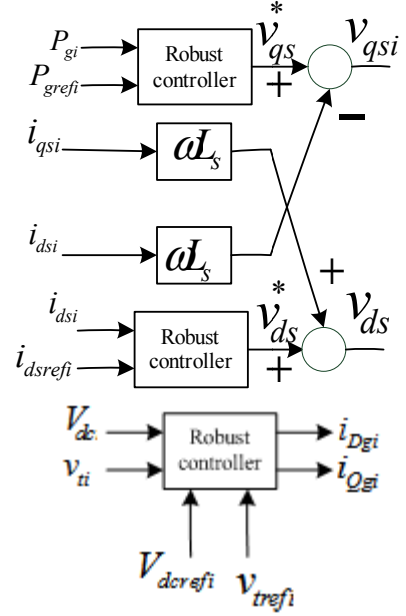 P_gi
Robust controller
v*_qs
v_qsi
P_grefi
+
−
i_qsi
ωL_s
i_dsi
ωL_s
+
i_dsi
Robust controller
v*_ds
v_ds
i_dsrefi
+
V_dc.
Robust controller
i_Dgi
v_ti
i_Qgi
V_dcrefi
v_trefi